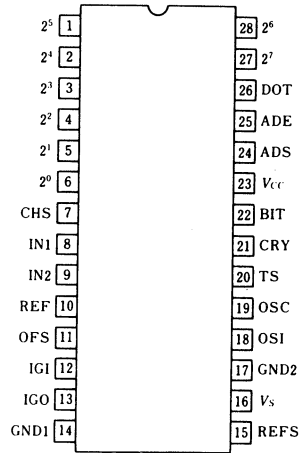 2⁵ 1 28 2⁶
2⁴ 2 27 2⁷
2³ 3 26 DOT
2² 4 25 ADE
2¹ 5 24 ADS
2⁰ 6 23 Vcc
CHS 7 22 BIT
IN1 8 21 CRY
IN2 9 20 TS
REF 10 19 OSC
OFS 11 18 OSI
IGI 12 17 GND2
IGO 13 16 Vs
GND1 14 15 REFS